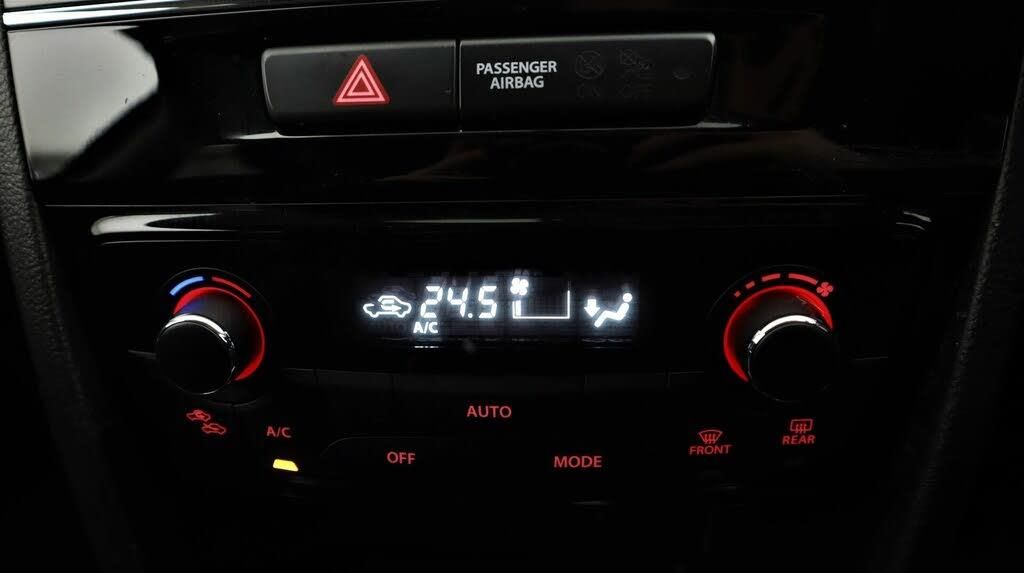 PASSENGER
AIRBAG
ON OFF
24.5
A/C
A/C
AUTO
OFF
MODE
FRONT
REAR